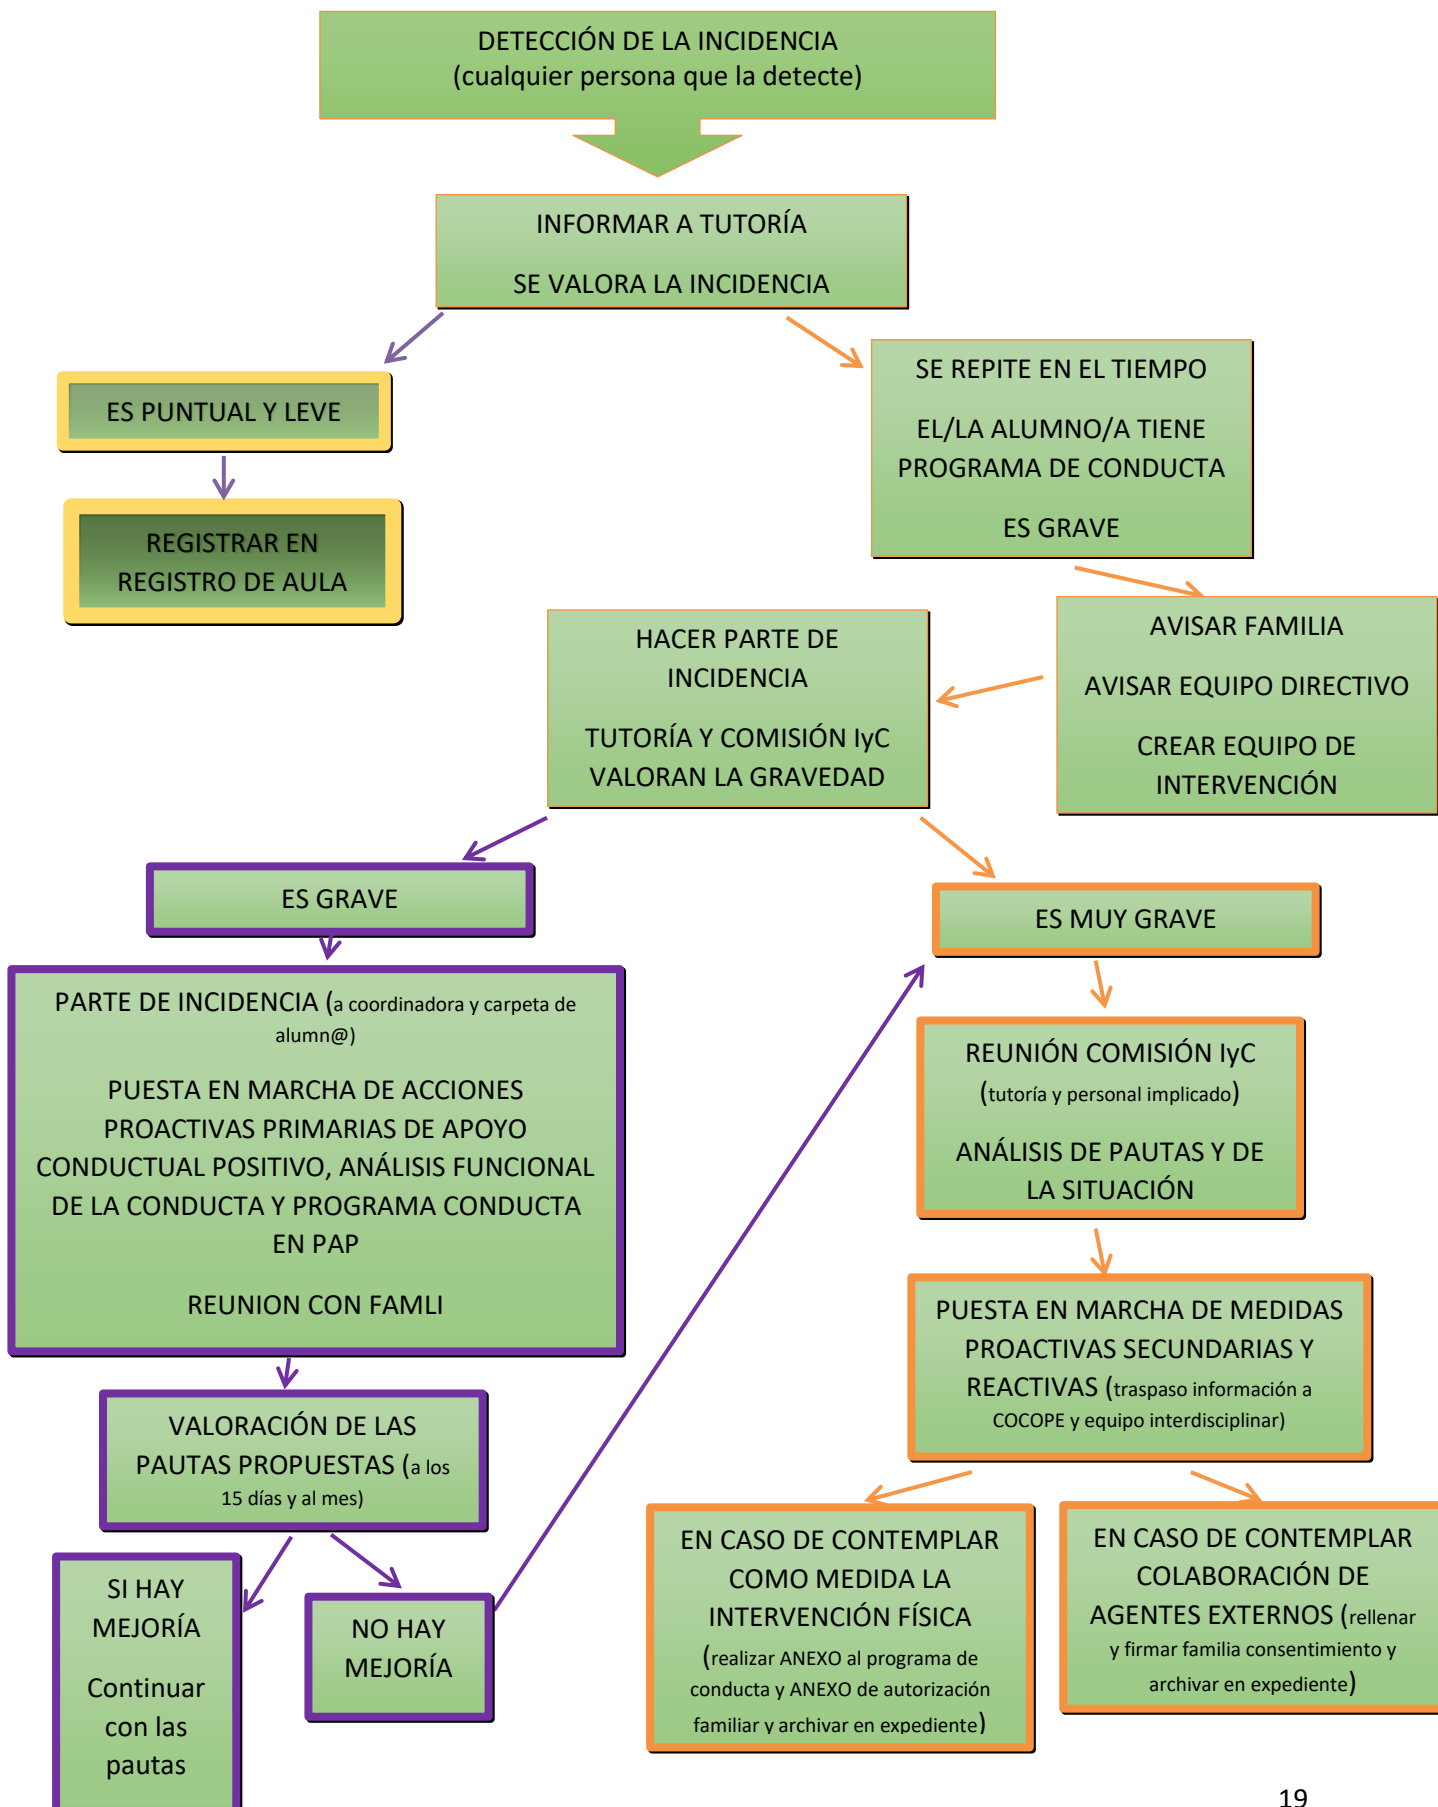 DETECCIÓN DE LA INCIDENCIA
(cualquier persona que la detecte)
INFORMAR A TUTORÍA
SE VALORA LA INCIDENCIA
ES PUNTUAL Y LEVE
REGISTRAR EN
REGISTRO DE AULA
SE REPITE EN EL TIEMPO
EL/LA ALUMNO/A TIENE
PROGRAMA DE CONDUCTA
ES GRAVE
AVISAR FAMILIA
AVISAR EQUIPO DIRECTIVO
CREAR EQUIPO DE
INTERVENCIÓN
HACER PARTE DE
INCIDENCIA
TUTORÍA Y COMISIÓN IyC
VALORAN LA GRAVEDAD
ES GRAVE
PARTE DE INCIDENCIA (a coordinadora y carpeta de
alumn@)
PUESTA EN MARCHA DE ACCIONES
PROACTIVAS PRIMARIAS DE APOYO
CONDUCTUAL POSITIVO, ANÁLISIS FUNCIONAL
DE LA CONDUCTA Y PROGRAMA CONDUCTA
EN PAP
REUNION CON FAMLI
VALORACIÓN DE LAS
PAUTAS PROPUESTAS (a los
15 días y al mes)
SI HAY
MEJORÍA
Continuar
con las
pautas
NO HAY
MEJORÍA
ES MUY GRAVE
REUNIÓN COMISIÓN IyC
(tutoría y personal implicado)
ANÁLISIS DE PAUTAS Y DE
LA SITUACIÓN
PUESTA EN MARCHA DE MEDIDAS
PROACTIVAS SECUNDARIAS Y
REACTIVAS (traspaso información a
COCOPE y equipo interdisciplinar)
EN CASO DE CONTEMPLAR
COMO MEDIDA LA
INTERVENCIÓN FÍSICA
(realizar ANEXO al programa de
conducta y ANEXO de autorización
familiar y archivar en expediente)
EN CASO DE CONTEMPLAR
COLABORACIÓN DE
AGENTES EXTERNOS (rellenar
y firmar familia consentimiento y
archivar en expediente)
19